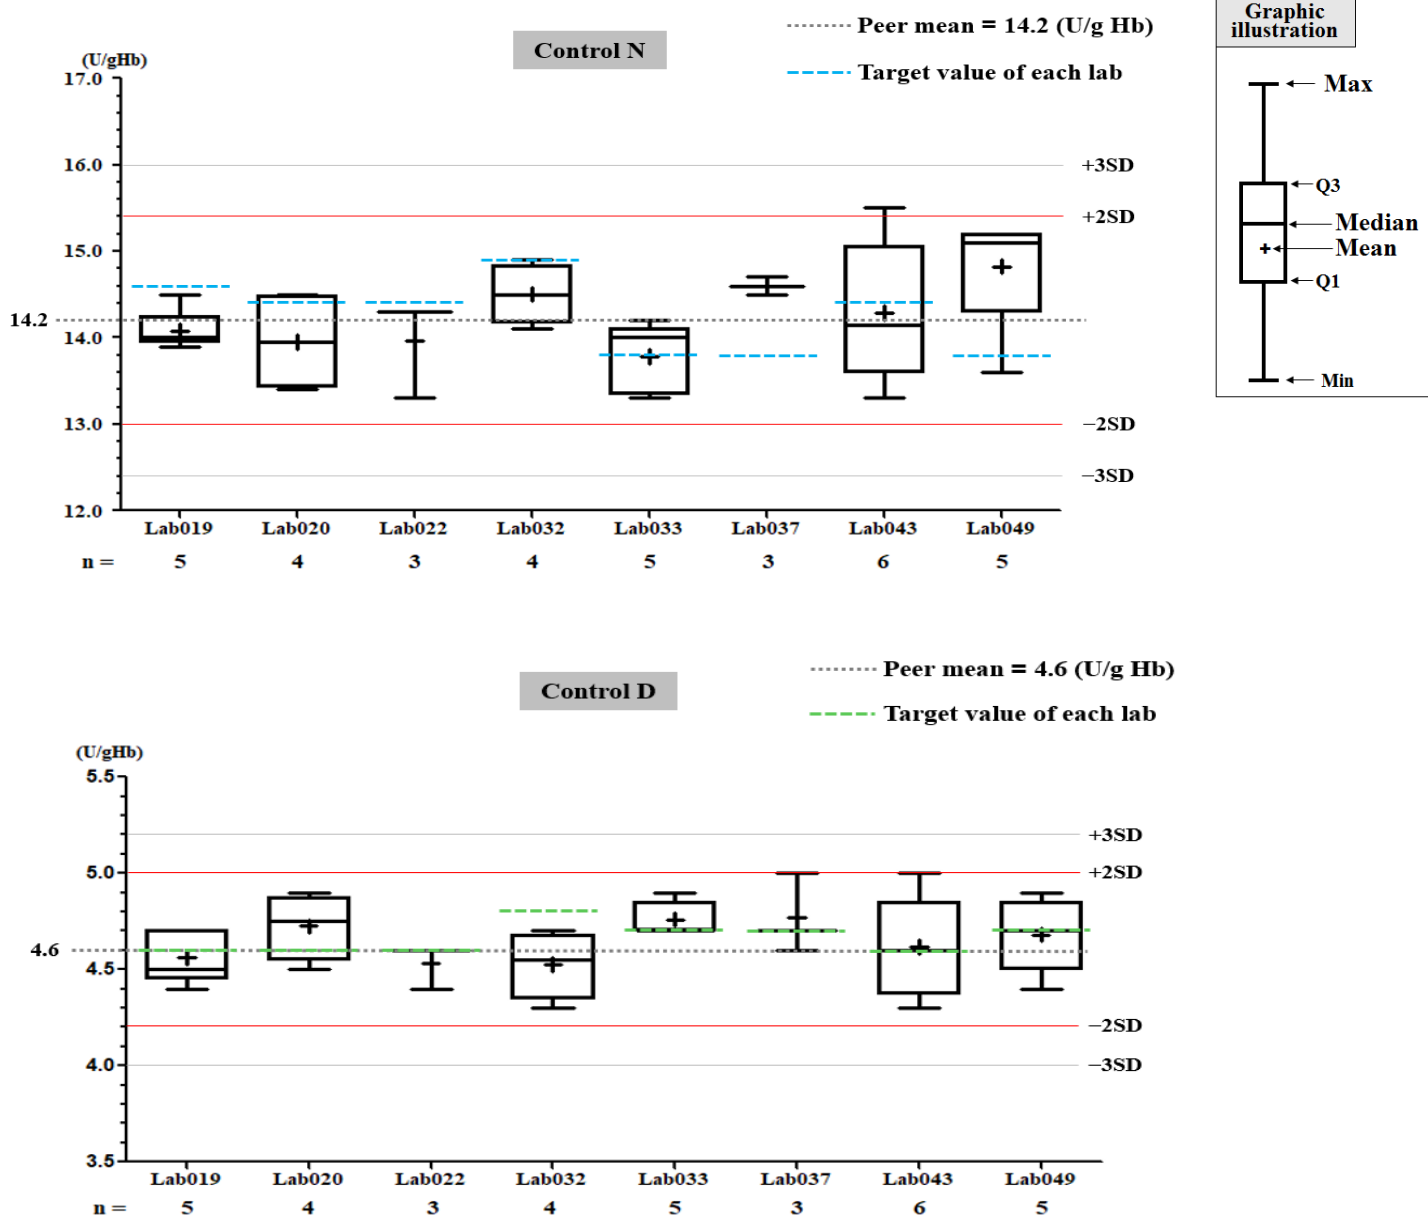 Control N
Peer mean = 14.2 (U/g Hb)
Target value of each lab
(U/gHb)
17.0
16.0
15.0
14.2
14.0
13.0
12.0
+3SD
+2SD
−2SD
−3SD
Lab019 Lab020 Lab022 Lab032 Lab033 Lab037 Lab043 Lab049
n = 5 4 3 4 5 3 6 5
Graphic
illustration
Max
Q3
Median
Mean
Q1
Min
Control D
Peer mean = 4.6 (U/g Hb)
Target value of each lab
(U/gHb)
5.5
5.0
4.6
4.5
4.0
3.5
+3SD
+2SD
−2SD
−3SD
Lab019 Lab020 Lab022 Lab032 Lab033 Lab037 Lab043 Lab049
n = 5 4 3 4 5 3 6 5